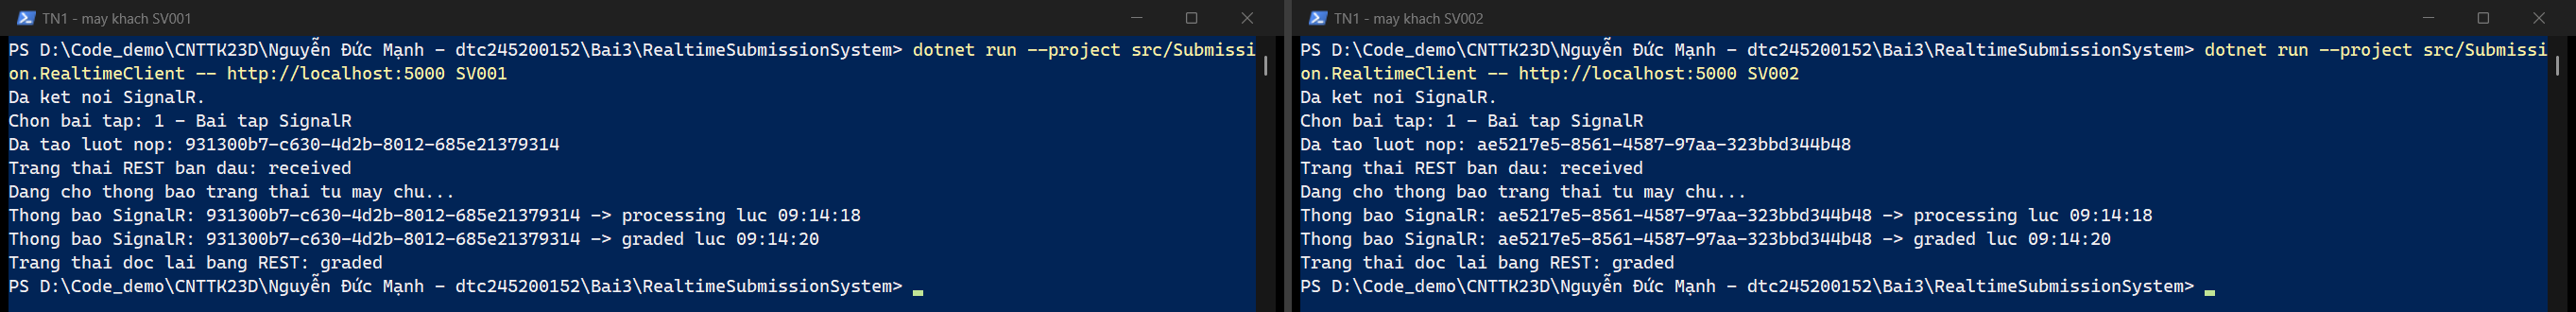 TN1 - may khach SV001
PS D:\Code_demo\CNTTK23D\Nguyễn Đức Mạnh - dtc245200152\Bai3\RealtimeSubmissionSystem> dotnet run --project src/Submissi
on.RealtimeClient -- http://localhost:5000 SV001
Da ket noi SignalR.
Chon bai tap: 1 - Bai tap SignalR
Da tao luot nop: 931300b7-c630-4d2b-8012-685e21379314
Trang thai REST ban dau: received
Dang cho thong bao trang thai tu may chu...
Thong bao SignalR: 931300b7-c630-4d2b-8012-685e21379314 -> processing luc 09:14:18
Thong bao SignalR: 931300b7-c630-4d2b-8012-685e21379314 -> graded luc 09:14:20
Trang thai doc lai bang REST: graded
PS D:\Code_demo\CNTTK23D\Nguyễn Đức Mạnh - dtc245200152\Bai3\RealtimeSubmissionSystem>
TN1 - may khach SV002
PS D:\Code_demo\CNTTK23D\Nguyễn Đức Mạnh - dtc245200152\Bai3\RealtimeSubmissionSystem> dotnet run --project src/Submissi
on.RealtimeClient -- http://localhost:5000 SV002
Da ket noi SignalR.
Chon bai tap: 1 - Bai tap SignalR
Da tao luot nop: ae5217e5-8561-4587-97aa-323bbd344b48
Trang thai REST ban dau: received
Dang cho thong bao trang thai tu may chu...
Thong bao SignalR: ae5217e5-8561-4587-97aa-323bbd344b48 -> processing luc 09:14:18
Thong bao SignalR: ae5217e5-8561-4587-97aa-323bbd344b48 -> graded luc 09:14:20
Trang thai doc lai bang REST: graded
PS D:\Code_demo\CNTTK23D\Nguyễn Đức Mạnh - dtc245200152\Bai3\RealtimeSubmissionSystem>